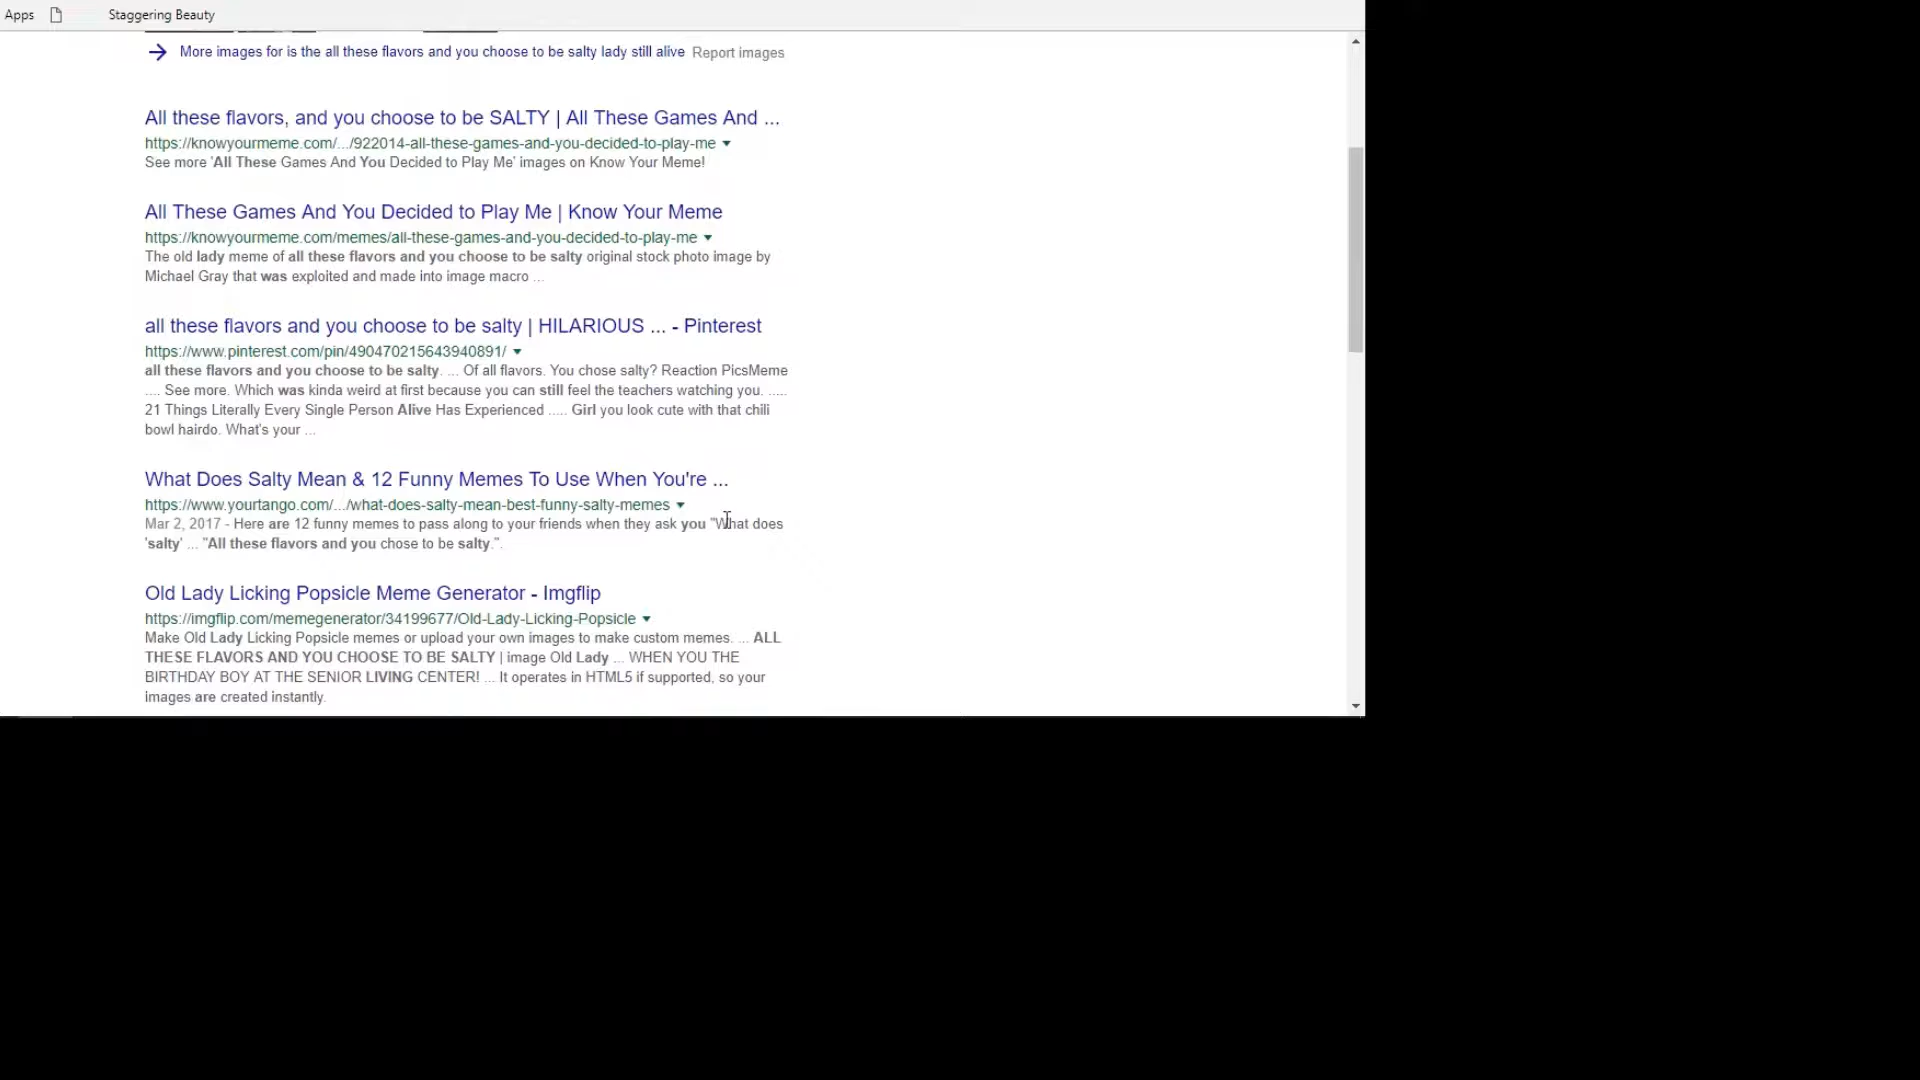 Apps Staggering Beauty
More images for is the all these flavors and you choose to be salty lady still alive Report images
All these flavors, and you choose to be SALTY | All These Games And ...
https://knowyourmeme.com/.../922014-all-these-games-and-you-decided-to-play-me
See more 'All These Games And You Decided to Play Me' images on Know Your Meme!
All These Games And You Decided to Play Me | Know Your Meme
https://knowyourmeme.com/memes/all-these-games-and-you-decided-to-play-me
The old lady meme of all these flavors and you choose to be salty original stock photo image by
Michael Gray that was exploited and made into image macro ...
all these flavors and you choose to be salty | HILARIOUS ... - Pinterest
https://www.pinterest.com/pin/490470215643940891/
all these flavors and you choose to be salty. ... Of all flavors. You chose salty? Reaction PicsMeme
.... See more. Which was kinda weird at first because you can still feel the teachers watching you. .....
21 Things Literally Every Single Person Alive Has Experienced ..... Girl you look cute with that chili
bowl hairdo. What's your ...
What Does Salty Mean & 12 Funny Memes To Use When You're ...
https://www.yourtango.com/.../what-does-salty-mean-best-funny-salty-memes
Mar 2, 2017 - Here are 12 funny memes to pass along to your friends when they ask you "What does
'salty' ... "All these flavors and you chose to be salty.".
Old Lady Licking Popsicle Meme Generator - Imgflip
https://imgflip.com/memegenerator/34199677/Old-Lady-Licking-Popsicle
Make Old Lady Licking Popsicle memes or upload your own images to make custom memes. ... ALL
THESE FLAVORS AND YOU CHOOSE TO BE SALTY | image Old Lady ... WHEN YOU THE
BIRTHDAY BOY AT THE SENIOR LIVING CENTER! ... It operates in HTML5 if supported, so your
images are created instantly.